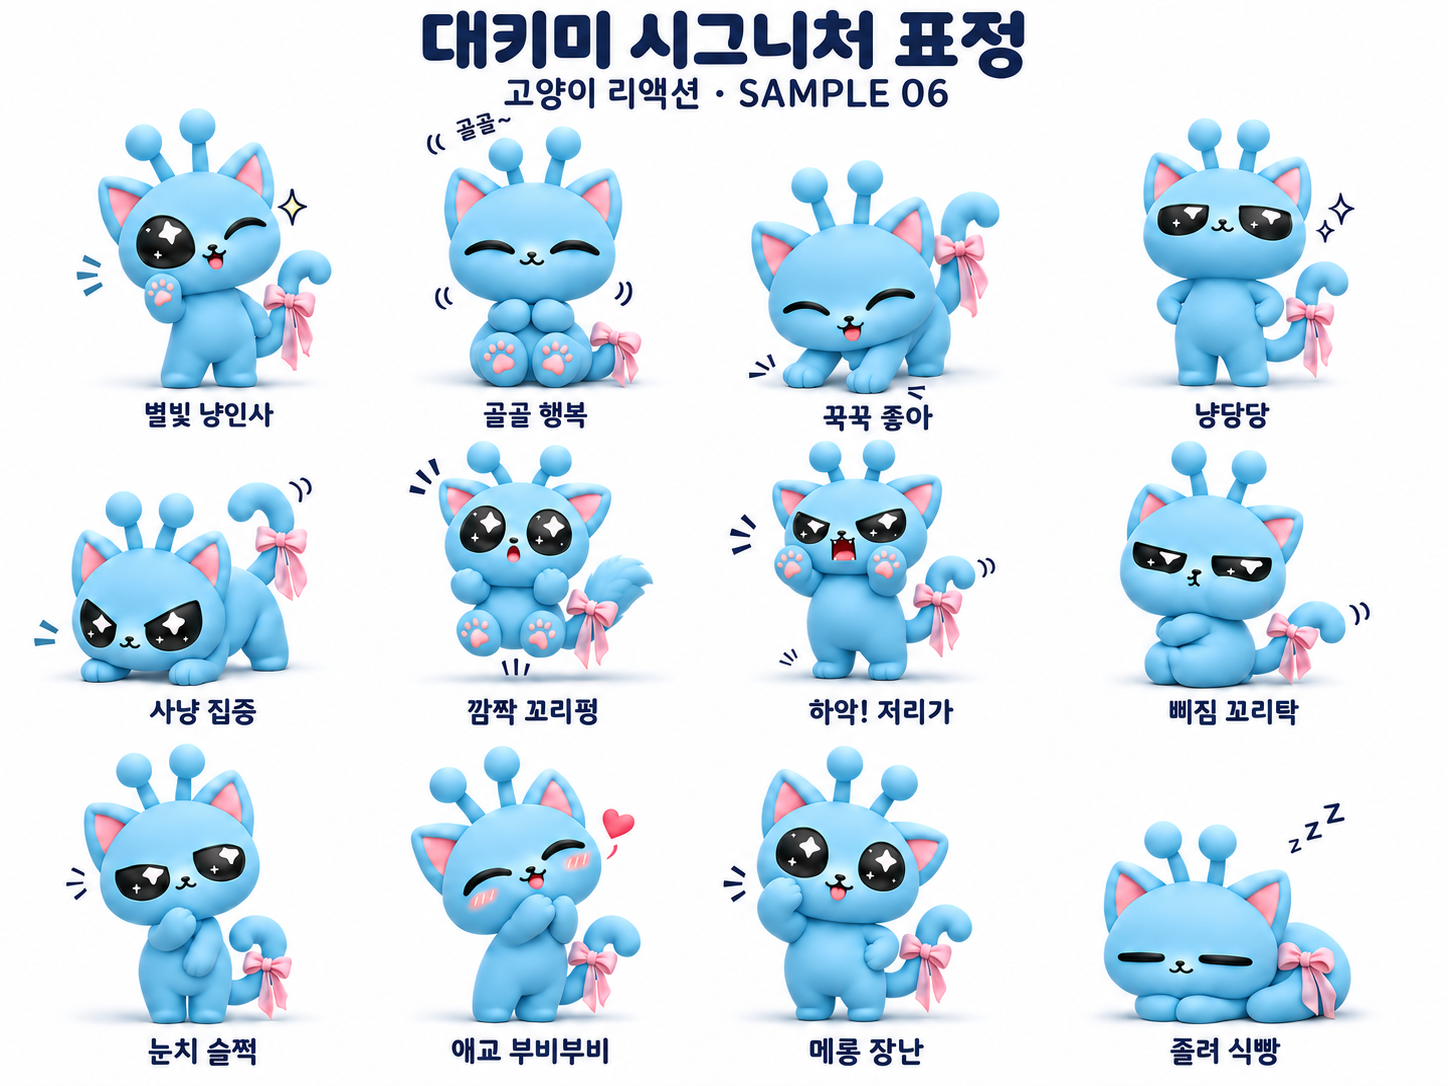 대키미 시그니처 표정
고양이 리액션 · SAMPLE 06
골골~
별빛 냥인사
골골 행복
꾹꾹 좋아
냥당당
사냥 집중
깜짝 꼬리펑
하악! 저리가
삐짐 꼬리탁
z z Z
눈치 슬쩍
애교 부비부비
메롱 장난
졸려 식빵